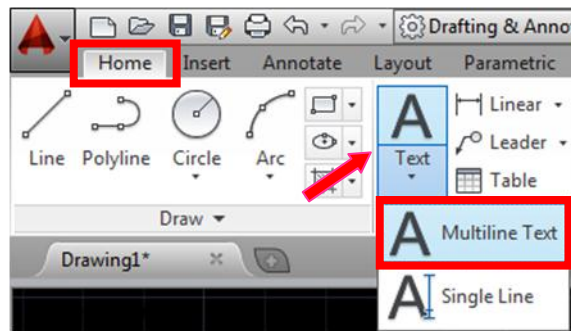 Drafting & Anno
Home Insert Annotate Layout Parametric
Line Polyline Circle Arc Text
Linear
Leader
Table
Draw
Multiline Text
Drawing1*
Single Line